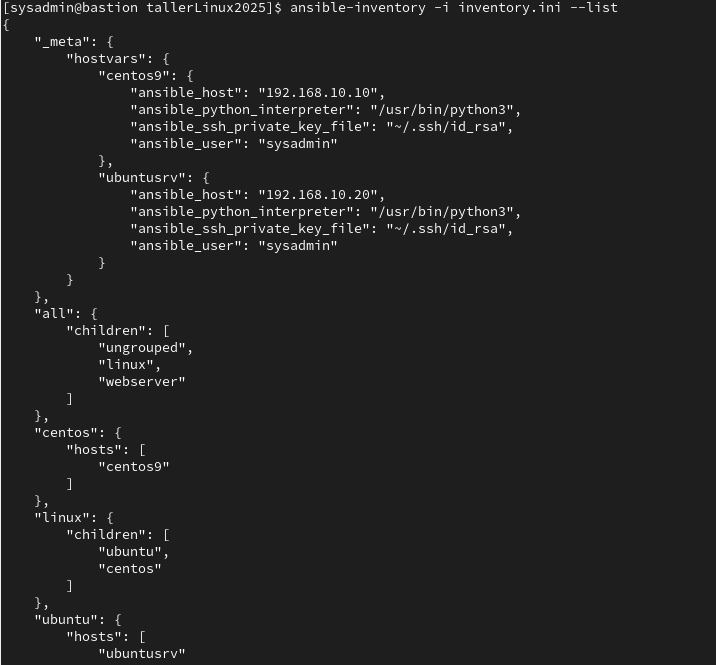 [sysadmin@bastion tallerLinux2025]$ ansible-inventory -i inventory.ini --list
{
    "_meta": {
        "hostvars": {
            "centos9": {
                "ansible_host": "192.168.10.10",
                "ansible_python_interpreter": "/usr/bin/python3",
                "ansible_ssh_private_key_file": "~/.ssh/id_rsa",
                "ansible_user": "sysadmin"
            },
            "ubuntusrv": {
                "ansible_host": "192.168.10.20",
                "ansible_python_interpreter": "/usr/bin/python3",
                "ansible_ssh_private_key_file": "~/.ssh/id_rsa",
                "ansible_user": "sysadmin"
            }
        }
    },
    "all": {
        "children": [
            "ungrouped",
            "linux",
            "webserver"
        ]
    },
    "centos": {
        "hosts": [
            "centos9"
        ]
    },
    "linux": {
        "children": [
            "ubuntu",
            "centos"
        ]
    },
    "ubuntu": {
        "hosts": [
            "ubuntusrv"